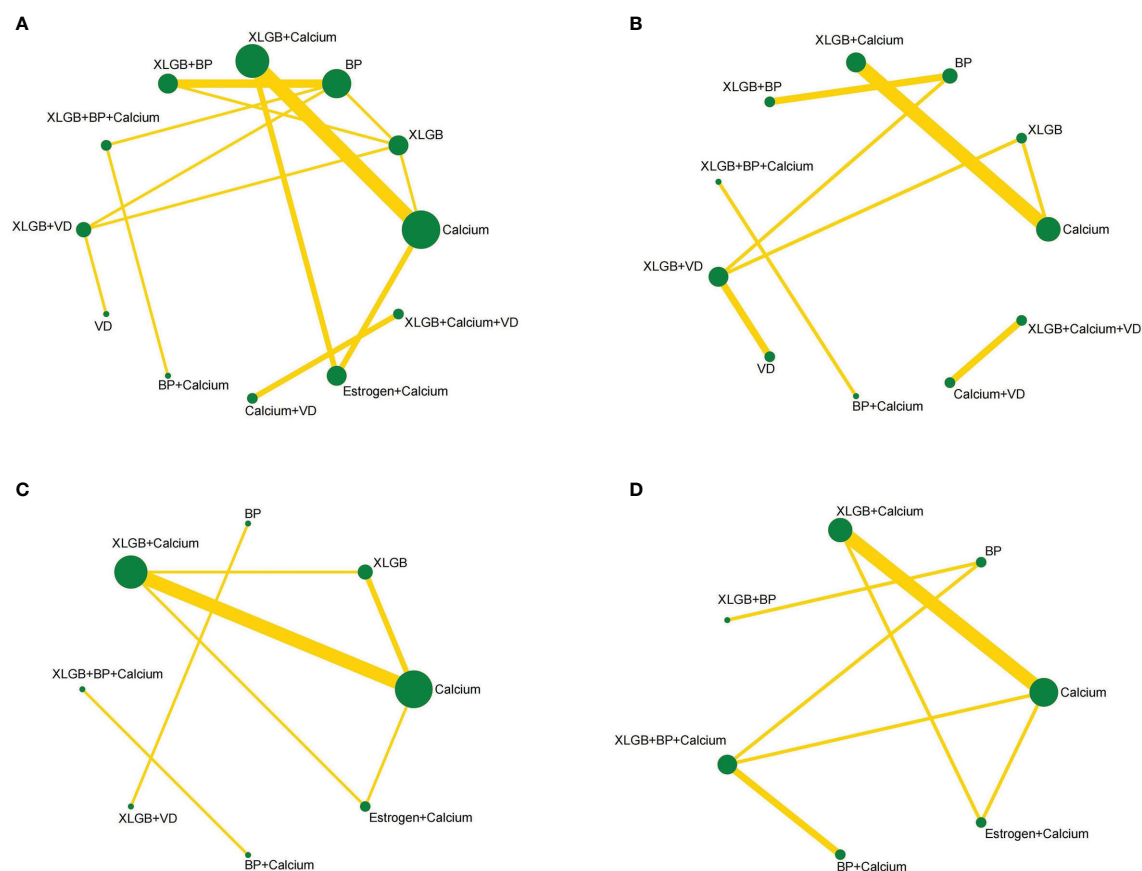 A
XLGB+Calcium
XLGB+BP
BP
XLGB+BP+Calcium
XLGB
XLGB+VD
Calcium
VD
XLGB+Calcium+VD
BP+Calcium
Estrogen+Calcium
Calcium+VD
B
XLGB+Calcium
BP
XLGB+BP
XLGB
XLGB+BP+Calcium
Calcium
XLGB+VD
XLGB+Calcium+VD
VD
Calcium+VD
BP+Calcium
C
BP
XLGB+Calcium
XLGB
XLGB+BP+Calcium
Calcium
XLGB+VD
Estrogen+Calcium
BP+Calcium
D
XLGB+Calcium
BP
XLGB+BP
Calcium
XLGB+BP+Calcium
Estrogen+Calcium
BP+Calcium